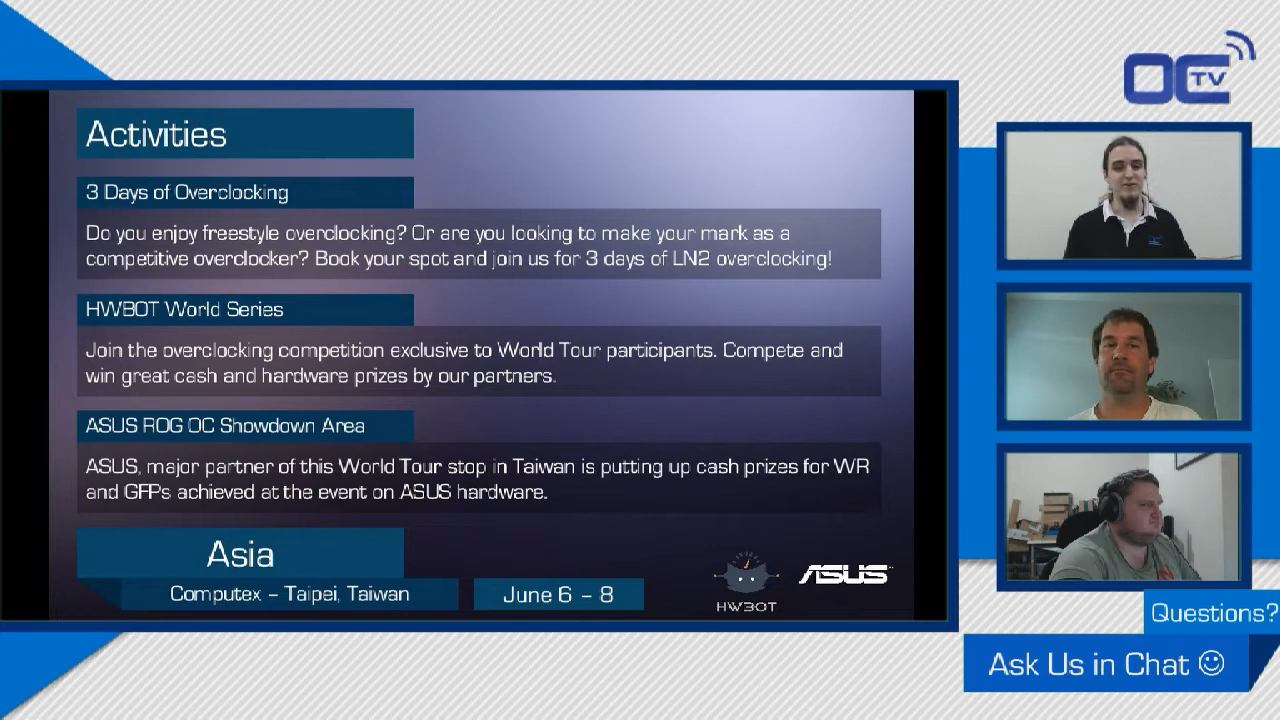 OC TV
Activities
3 Days of Overclocking
Do you enjoy freestyle overclocking? Or are you looking to make your mark as a
competitive overclocker? Book your spot and join us for 3 days of LN2 overclocking!
HWBOT World Series
Join the overclocking competition exclusive to World Tour participants. Compete and
win great cash and hardware prizes by our partners.
ASUS ROG OC Showdown Area
ASUS, major partner of this World Tour stop in Taiwan is putting up cash prizes for WR
and GFPs achieved at the event on ASUS hardware.
Asia
Computex – Taipei, Taiwan
June 6 – 8
HWBOT
ASUS
Questions?
Ask Us in Chat ☺